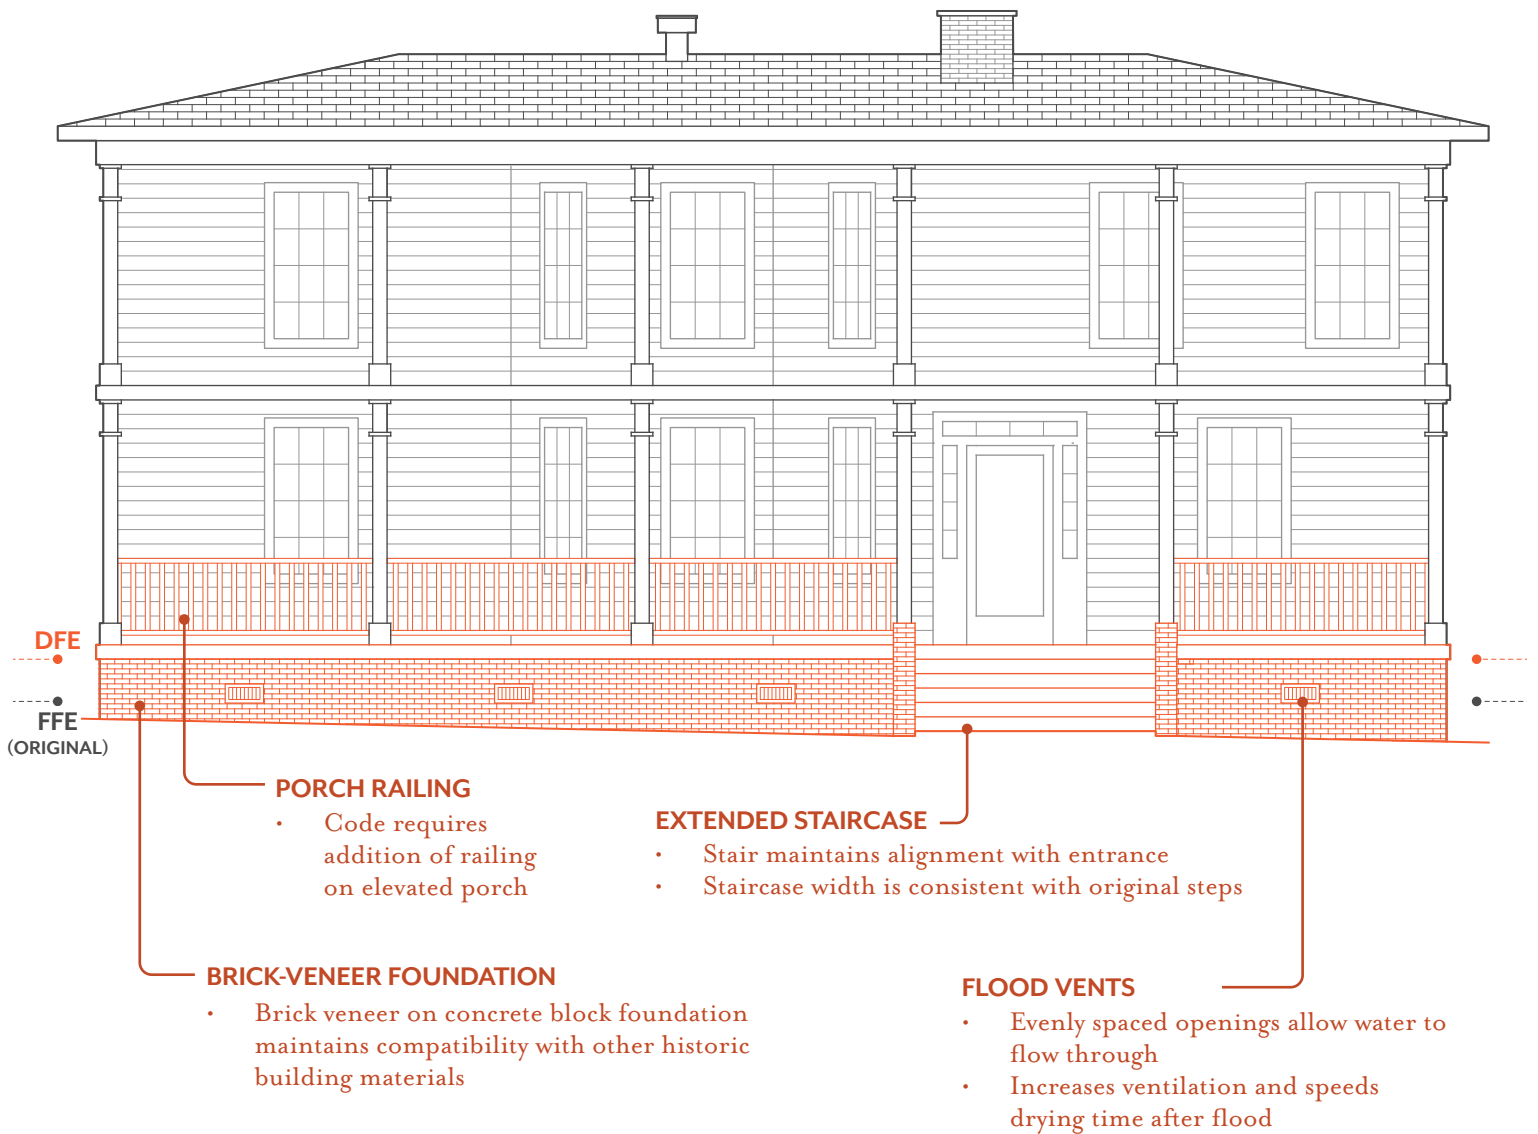 DFE
FFE
(ORIGINAL)
PORCH RAILING
• Code requires
addition of railing
on elevated porch
EXTENDED STAIRCASE
• Stair maintains alignment with entrance
• Staircase width is consistent with original steps
BRICK-VENEER FOUNDATION
• Brick veneer on concrete block foundation
maintains compatibility with other historic
building materials
FLOOD VENTS
• Evenly spaced openings allow water to
flow through
• Increases ventilation and speeds
drying time after flood